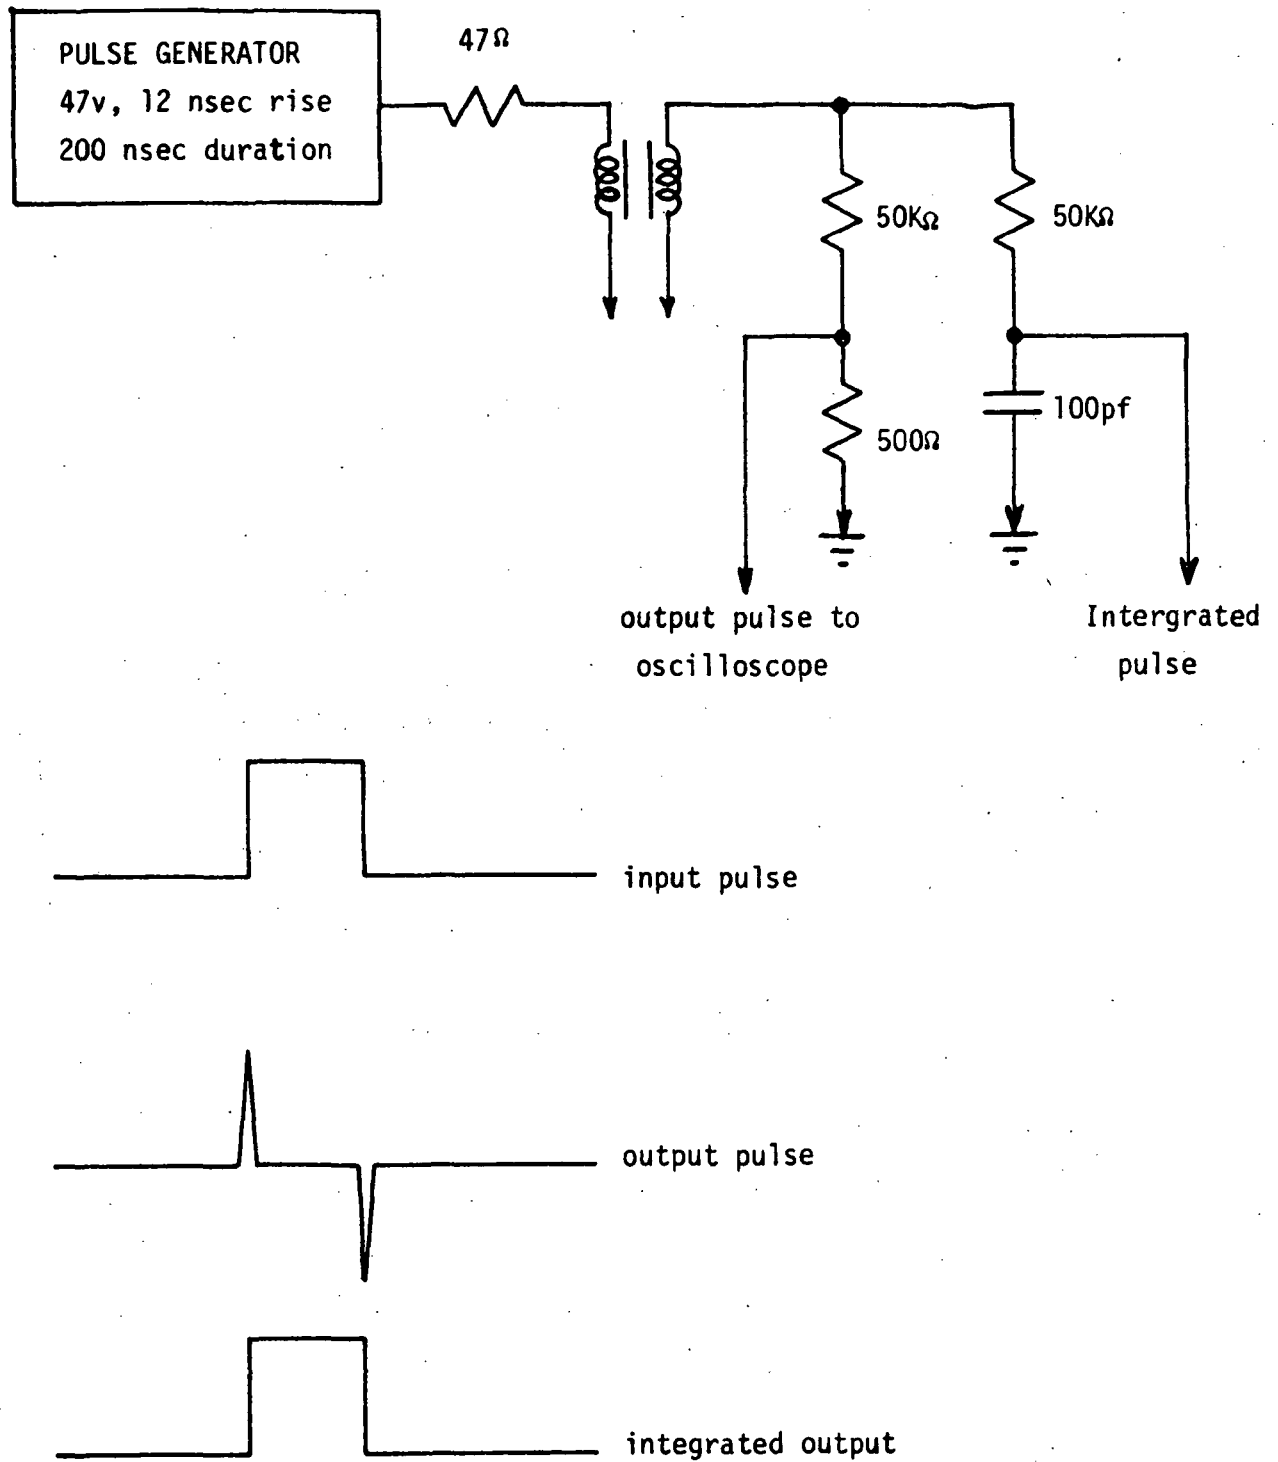 PULSE GENERATOR
47v, 12 nsec rise
200 nsec duration
47Ω
50KΩ
50KΩ
500Ω
100pf
output pulse to
oscilloscope
Intergrated
pulse
input pulse
output pulse
integrated output